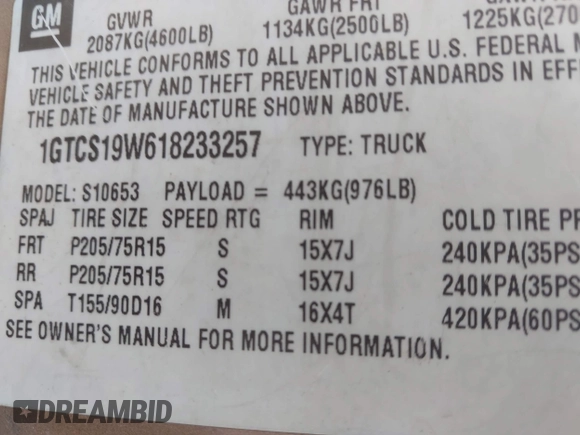 GM
GVWR GAWR FRT
2087KG(4600LB) 1134KG(2500LB) 1225KG(270
THIS VEHICLE CONFORMS TO ALL APPLICABLE U.S. FEDERAL M
VEHICLE SAFETY AND THEFT PREVENTION STANDARDS IN EFF
THE DATE OF MANUFACTURE SHOWN ABOVE.
1GTCS19W618233257 TYPE: TRUCK
MODEL: S10653 PAYLOAD = 443KG(976LB)
SPAJ TIRE SIZE SPEED RTG RIM COLD TIRE PR
FRT P205/75R15 S 15X7J 240KPA(35PS
RR P205/75R15 S 15X7J 240KPA(35PS
SPA T155/90D16 M 16X4T 420KPA(60PS
SEE OWNER'S MANUAL FOR MORE INFORMATION.
DREAMBID